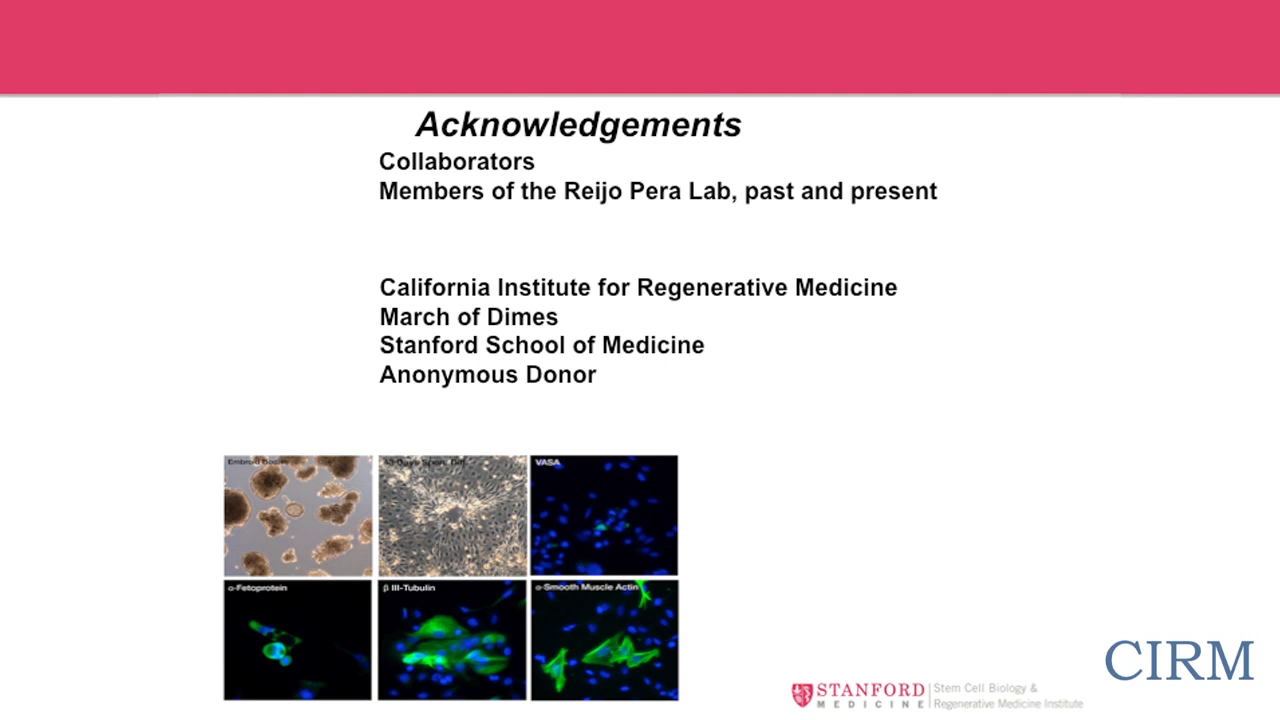 Acknowledgements
Collaborators
Members of the Reijo Pera Lab, past and present
California Institute for Regenerative Medicine
March of Dimes
Stanford School of Medicine
Anonymous Donor
Embroid Bodies
VASA
α-Fetoprotein
β III-Tubulin
α-Smooth Muscle Actin
CIRM
STANFORD
MEDICINE
Stem Cell Biology &
Regenerative Medicine Institute